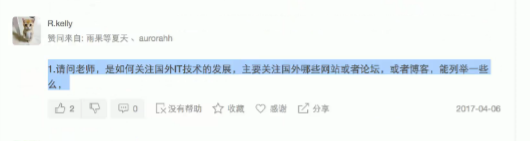 R.kelly
赞同来自: 雨果等夏天、aurorahh
1.请问老师，是如何关注国外IT技术的发展，主要关注国外哪些网站或者论坛，或者博客，能列举一些
么，
2 0 没有帮助 收藏 感谢 分享 2017-04-06